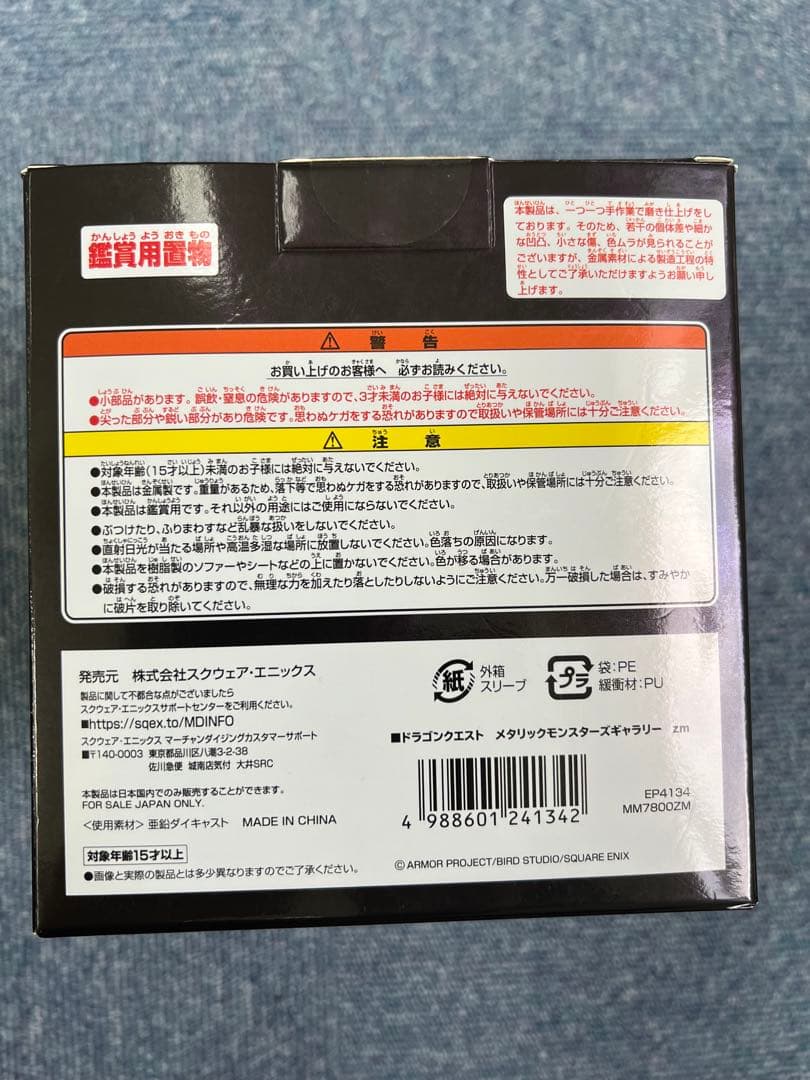 かんしょう よう おき もの
鑑賞用置物
本製品は、一つ一つ手作業で磨き仕上げをし
ております。そのため、若干の個体差や細か
な凹凸、小さな傷、色ムラが見られることが
ございますが、金属素材による製造工程の特
性としてご了承いただけますようお願い申し
上げます。
⚠ 警告
お買い上げのお客様へ 必ずお読みください。
●小部品があります。誤飲・窒息の危険がありますので、3才未満のお子様には絶対に与えないでください。
●尖った部分や鋭い部分があり危険です。思わぬケガをする恐れがありますので取扱いや保管場所には十分ご注意ください。
⚠ 注意
●対象年齢(15才以上)未満のお子様には絶対に与えないでください。
●本製品は金属製です。重量があるため、落下等で思わぬケガをする恐れがありますので、取扱いや保管場所には十分ご注意ください。
●本製品は鑑賞用です。それ以外の用途にはご使用にならないでください。
●ぶつけたり、ふりまわすなど乱暴な扱いをしないでください。
●直射日光が当たる場所や高温多湿な場所に放置しないでください。色落ちの原因になります。
●本製品を樹脂製のソファーやシートなどの上に置かないでください。色が移る場合があります。
●破損する恐れがありますので、無理な力を加えたり落としたりしないようにご注意ください。万一破損した場合は、すみやか
に破片を取り除いてください。
発売元 株式会社スクウェア・エニックス
製品に関して不都合な点がございましたら
スクウェア・エニックスサポートセンターをご利用ください。
■https://sqex.to/MDINFO
スクウェア・エニックス マーチャンダイジングカスタマーサポート
■〒140-0003 東京都品川区八潮3-2-38
佐川急便 城南店気付 大井SRC
本製品は日本国内でのみ販売することができます。
FOR SALE JAPAN ONLY.
<使用素材> 亜鉛ダイキャスト MADE IN CHINA
対象年齢15才以上
●画像と実際の製品とは多少異なりますのでご了承ください。
紙 外箱
スリーブ
プラ 袋:PE
緩衝材:PU
■ドラゴンクエスト メタリックモンスターズギャラリー zm
EP4134
MM7800ZM
4 988601 241342
© ARMOR PROJECT/BIRD STUDIO/SQUARE ENIX